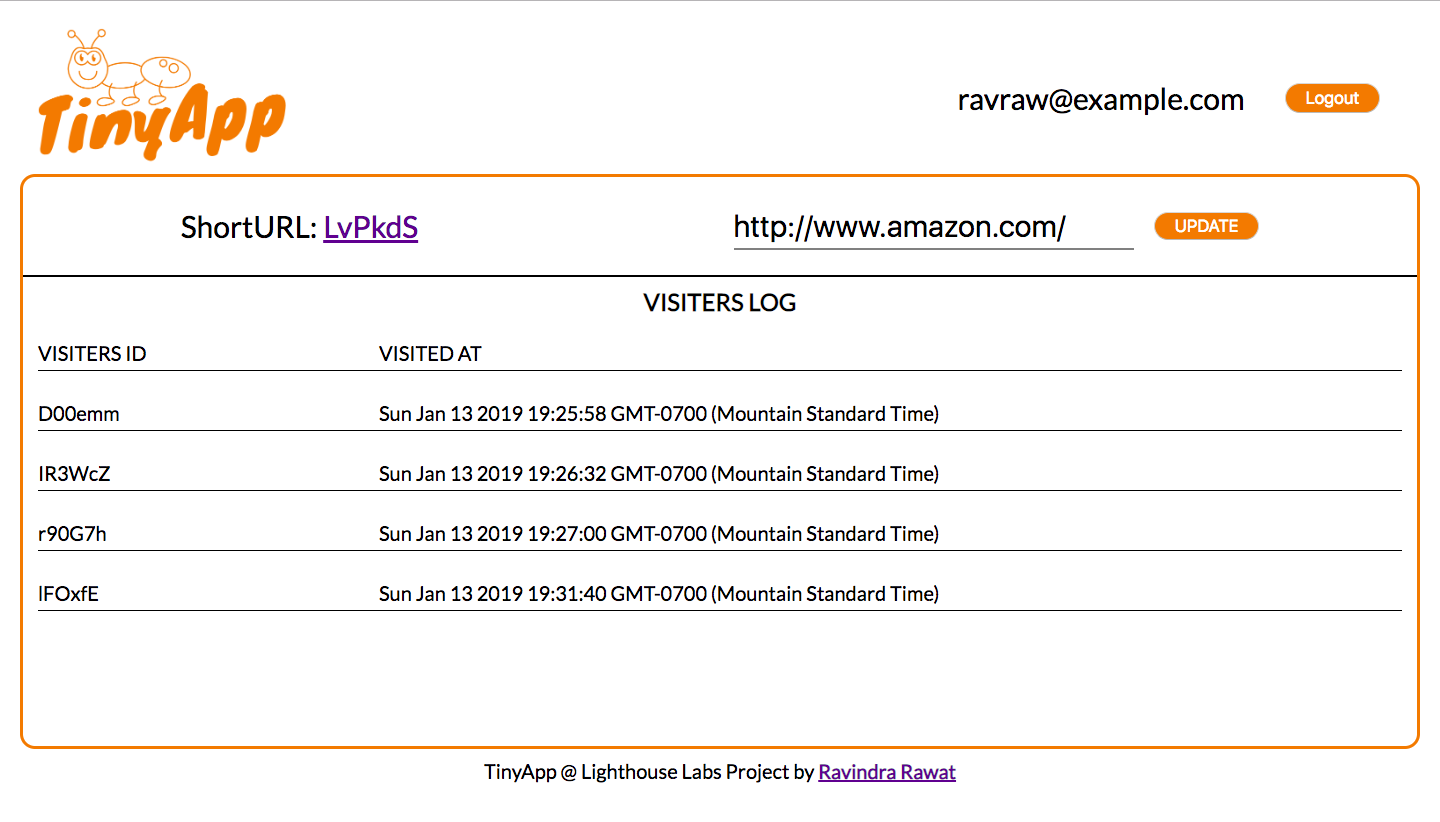 TinyApp
ravraw@example.com Logout
ShortURL: LvPkdS http://www.amazon.com/ UPDATE
VISITERS LOG
VISITERS ID VISITED AT
D00emm Sun Jan 13 2019 19:25:58 GMT-0700 (Mountain Standard Time)
IR3WcZ Sun Jan 13 2019 19:26:32 GMT-0700 (Mountain Standard Time)
r90G7h Sun Jan 13 2019 19:27:00 GMT-0700 (Mountain Standard Time)
lFOxfE Sun Jan 13 2019 19:31:40 GMT-0700 (Mountain Standard Time)
TinyApp @ Lighthouse Labs Project by Ravindra Rawat